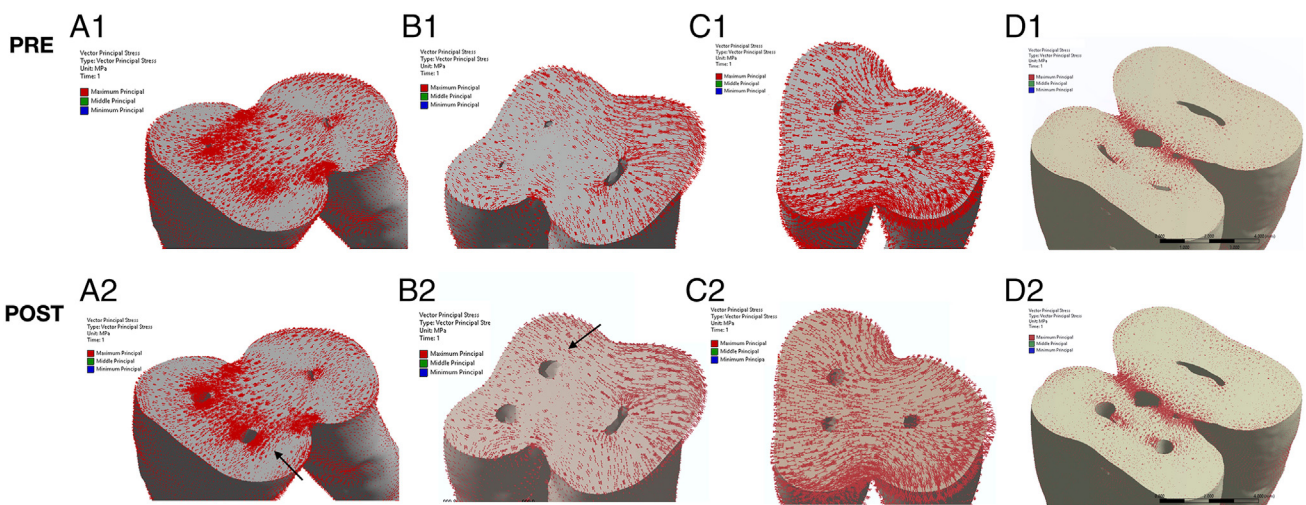 A1
B1
C1
D1
PRE
Vector Principal Stress
Type: Vector Principal Stress
Unit: MPa
Time: 1
Maximum Principal
Middle Principal
Minimum Principal
Vector Principal Stress
Type: Vector Principal Stres
Unit: MPa
Time: 1
Maximum Principal
Middle Principal
Minimum Principal
Vector Principal Stress
Type: Vector Principal Stress
Unit: MPa
Time: 1
Maximum Principal
Middle Principal
Minimum Principal
Vector Principal Stress
Type: Vector Principal Stress
Unit: MPa
Time: 1
Maximum Principal
Middle Principal
Minimum Principal
A2
B2
C2
D2
POST
Vector Principal Stress
Type: Vector Principal Stress
Unit: MPa
Time: 1
Maximum Principal
Middle Principal
Minimum Principal
Vector Principal Stress
Type: Vector Principal Stre
Unit: MPa
Time: 1
Maximum Principal
Middle Principal
Minimum Principal
Vector Principal Stress
Type: Vector Principal Stress
Unit: MPa
Time: 1
Maximum Principal
Middle Principal
Minimum Principa
Vector Principal Stress
Type: Vector Principal Stress
Unit: MPa
Time: 1
Maximum Principal
Middle Principal
Minimum Principal